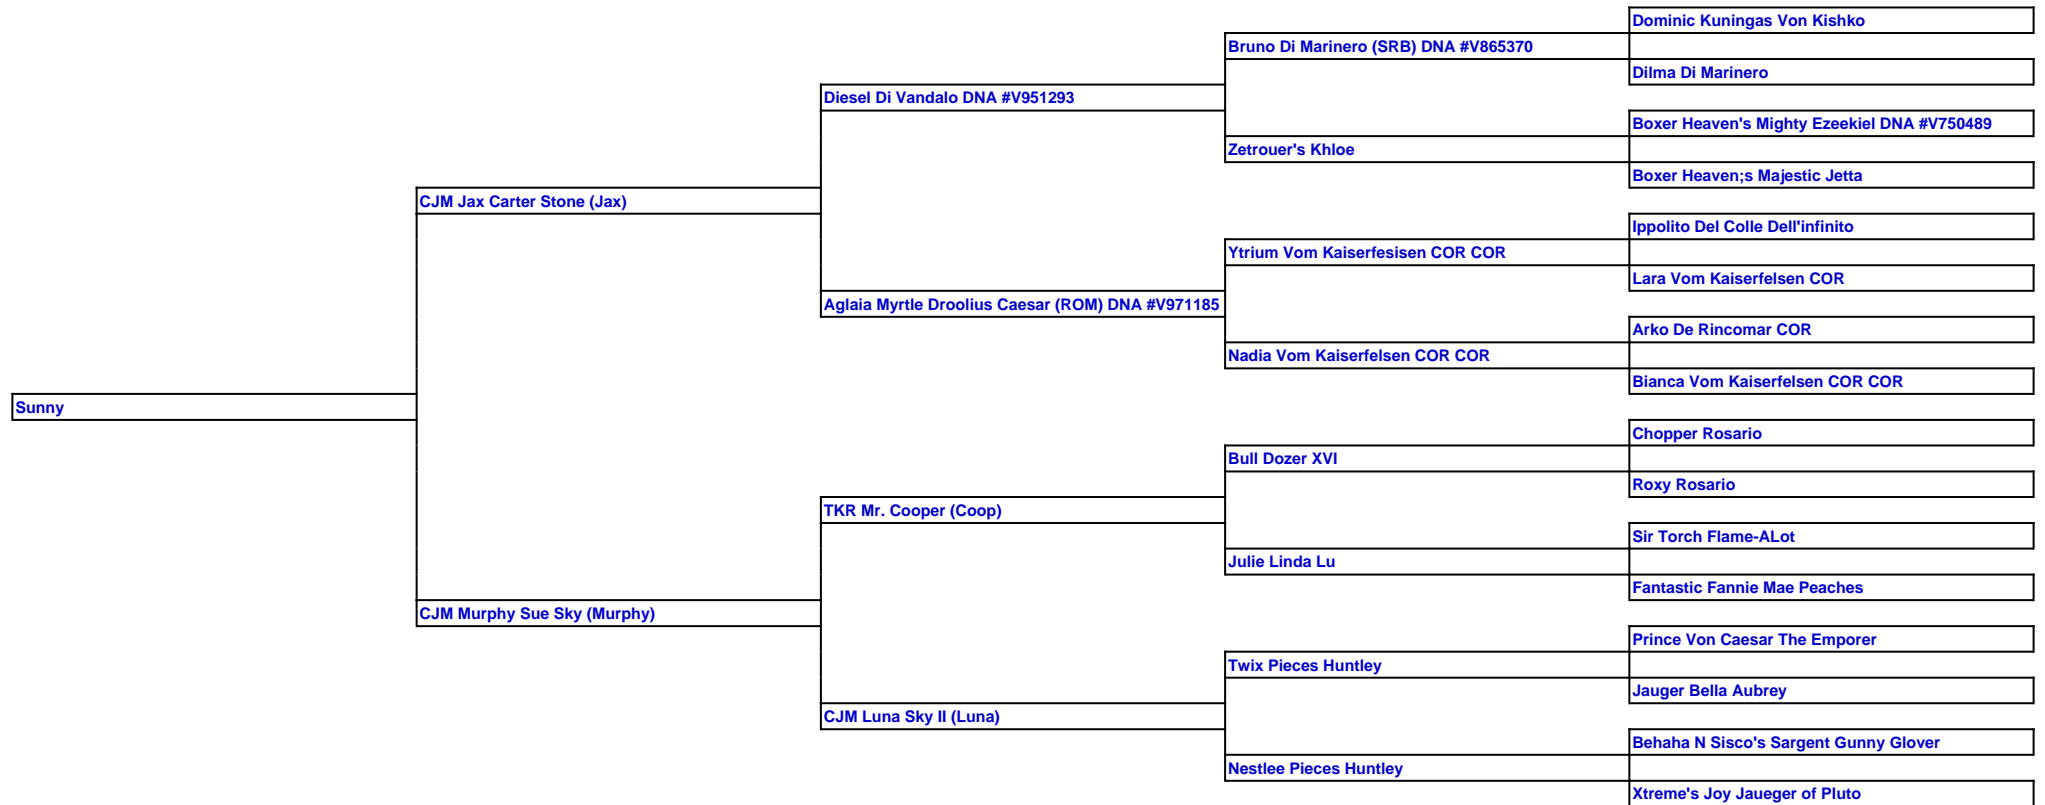 Dominic Kuningas Von Kishko
Bruno Di Marinero (SRB) DNA #V865370
Dilma Di Marinero
Diesel Di Vandalo DNA #V951293
Boxer Heaven's Mighty Ezeekiel DNA #V750489
Zetrouer's Khloe
Boxer Heaven;s Majestic Jetta
CJM Jax Carter Stone (Jax)
Ippolito Del Colle Dell'infinito
Ytrium Vom Kaiserfesisen COR COR
Lara Vom Kaiserfelsen COR
Aglaia Myrtle Droolius Caesar (ROM) DNA #V971185
Arko De Rincomar COR
Nadia Vom Kaiserfelsen COR COR
Bianca Vom Kaiserfelsen COR COR
Sunny
Chopper Rosario
Bull Dozer XVI
Roxy Rosario
TKR Mr. Cooper (Coop)
Sir Torch Flame-ALot
Julie Linda Lu
Fantastic Fannie Mae Peaches
CJM Murphy Sue Sky (Murphy)
Prince Von Caesar The Emporer
Twix Pieces Huntley
Jauger Bella Aubrey
CJM Luna Sky II (Luna)
Behaha N Sisco's Sargent Gunny Glover
Nestlee Pieces Huntley
Xtreme's Joy Jaueger of Pluto